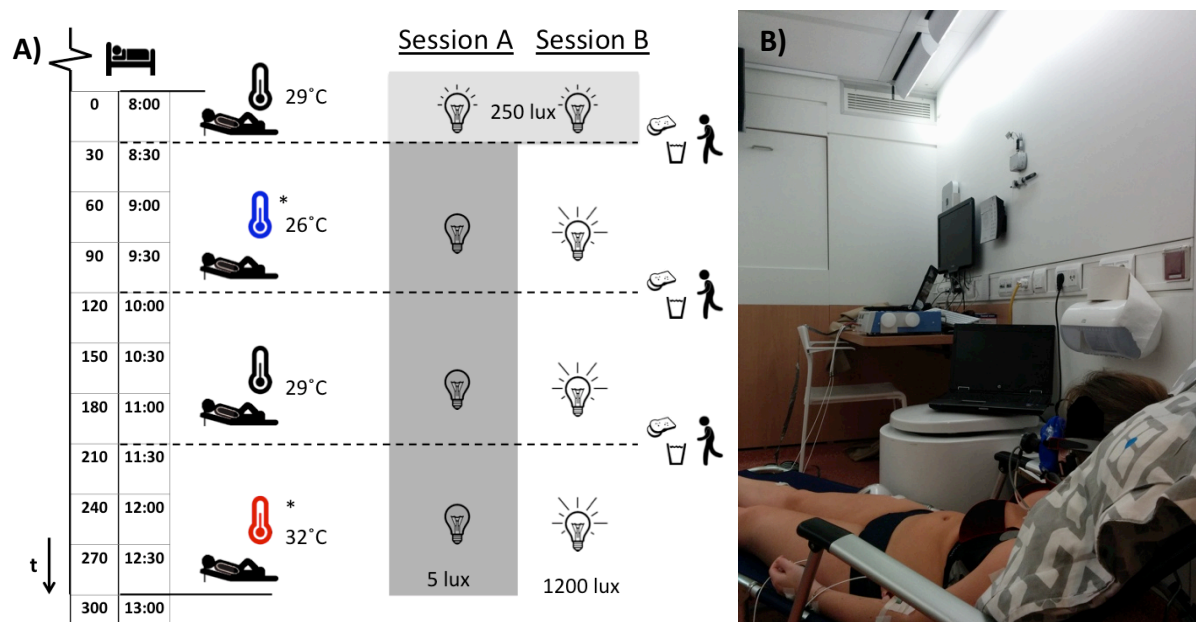 A)
Session A Session B
0 8:00 29˚C 250 lux
30 8:30
60 9:00 * 26˚C
90 9:30
120 10:00
150 10:30 29˚C
180 11:00
210 11:30
240 12:00 * 32˚C
t 270 12:30 5 lux 1200 lux
300 13:00
B)